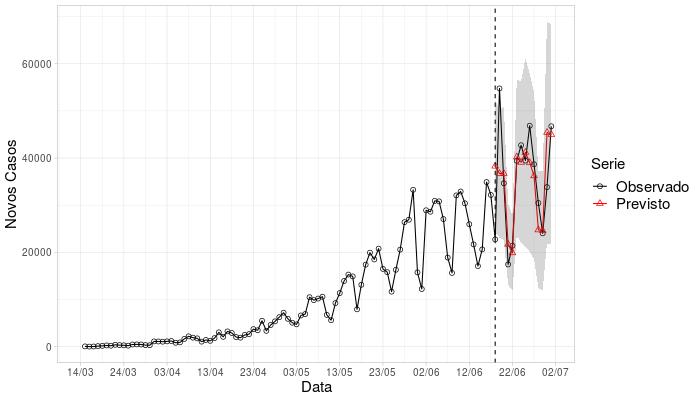 60000
40000
20000
0
Novos Casos
14/03 24/03 03/04 13/04 23/04 03/05 13/05 23/05 02/06 12/06 22/06 02/07
Data
Serie
Observado
Previsto